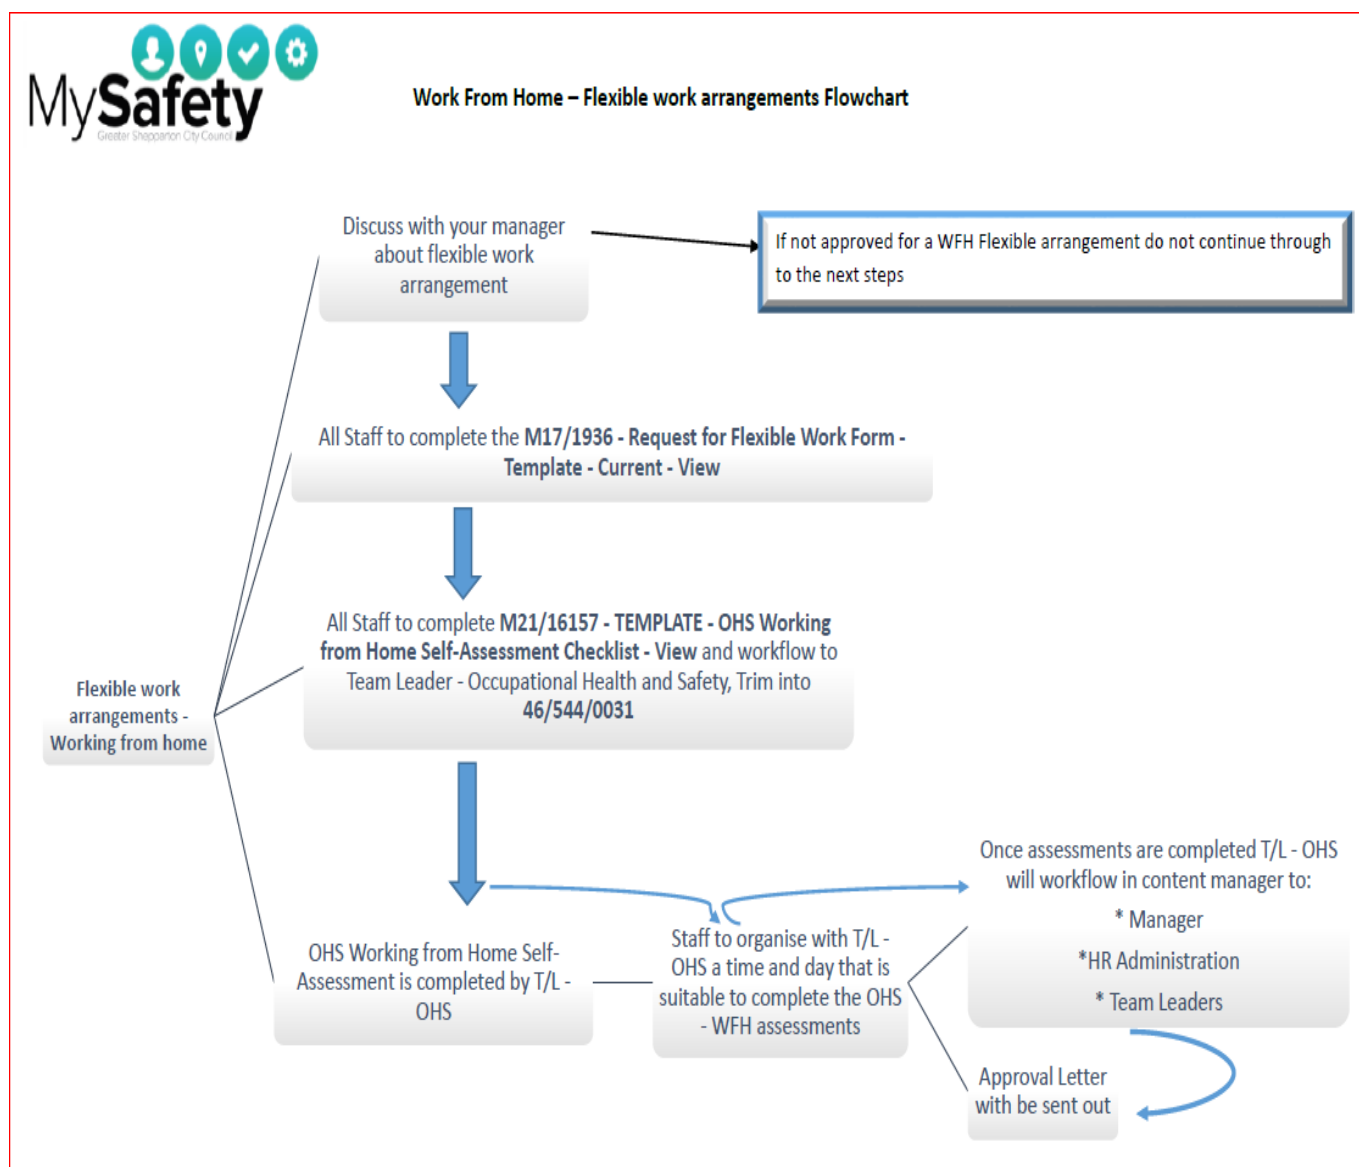 MySafety
Greater Shepparton City Council
Work From Home – Flexible work arrangements Flowchart
Discuss with your manager
about flexible work
arrangement
If not approved for a WFH Flexible arrangement do not continue through
to the next steps
All Staff to complete the M17/1936 - Request for Flexible Work Form -
Template - Current - View
All Staff to complete M21/16157 - TEMPLATE - OHS Working
from Home Self-Assessment Checklist - View and workflow to
Team Leader - Occupational Health and Safety, Trim into
46/544/0031
Flexible work
arrangements -
Working from home
OHS Working from Home Self-
Assessment is completed by T/L -
OHS
Staff to organise with T/L -
OHS a time and day that is
suitable to complete the OHS
- WFH assessments
Once assessments are completed T/L - OHS
will workflow in content manager to:
* Manager
*HR Administration
* Team Leaders
Approval Letter
with be sent out